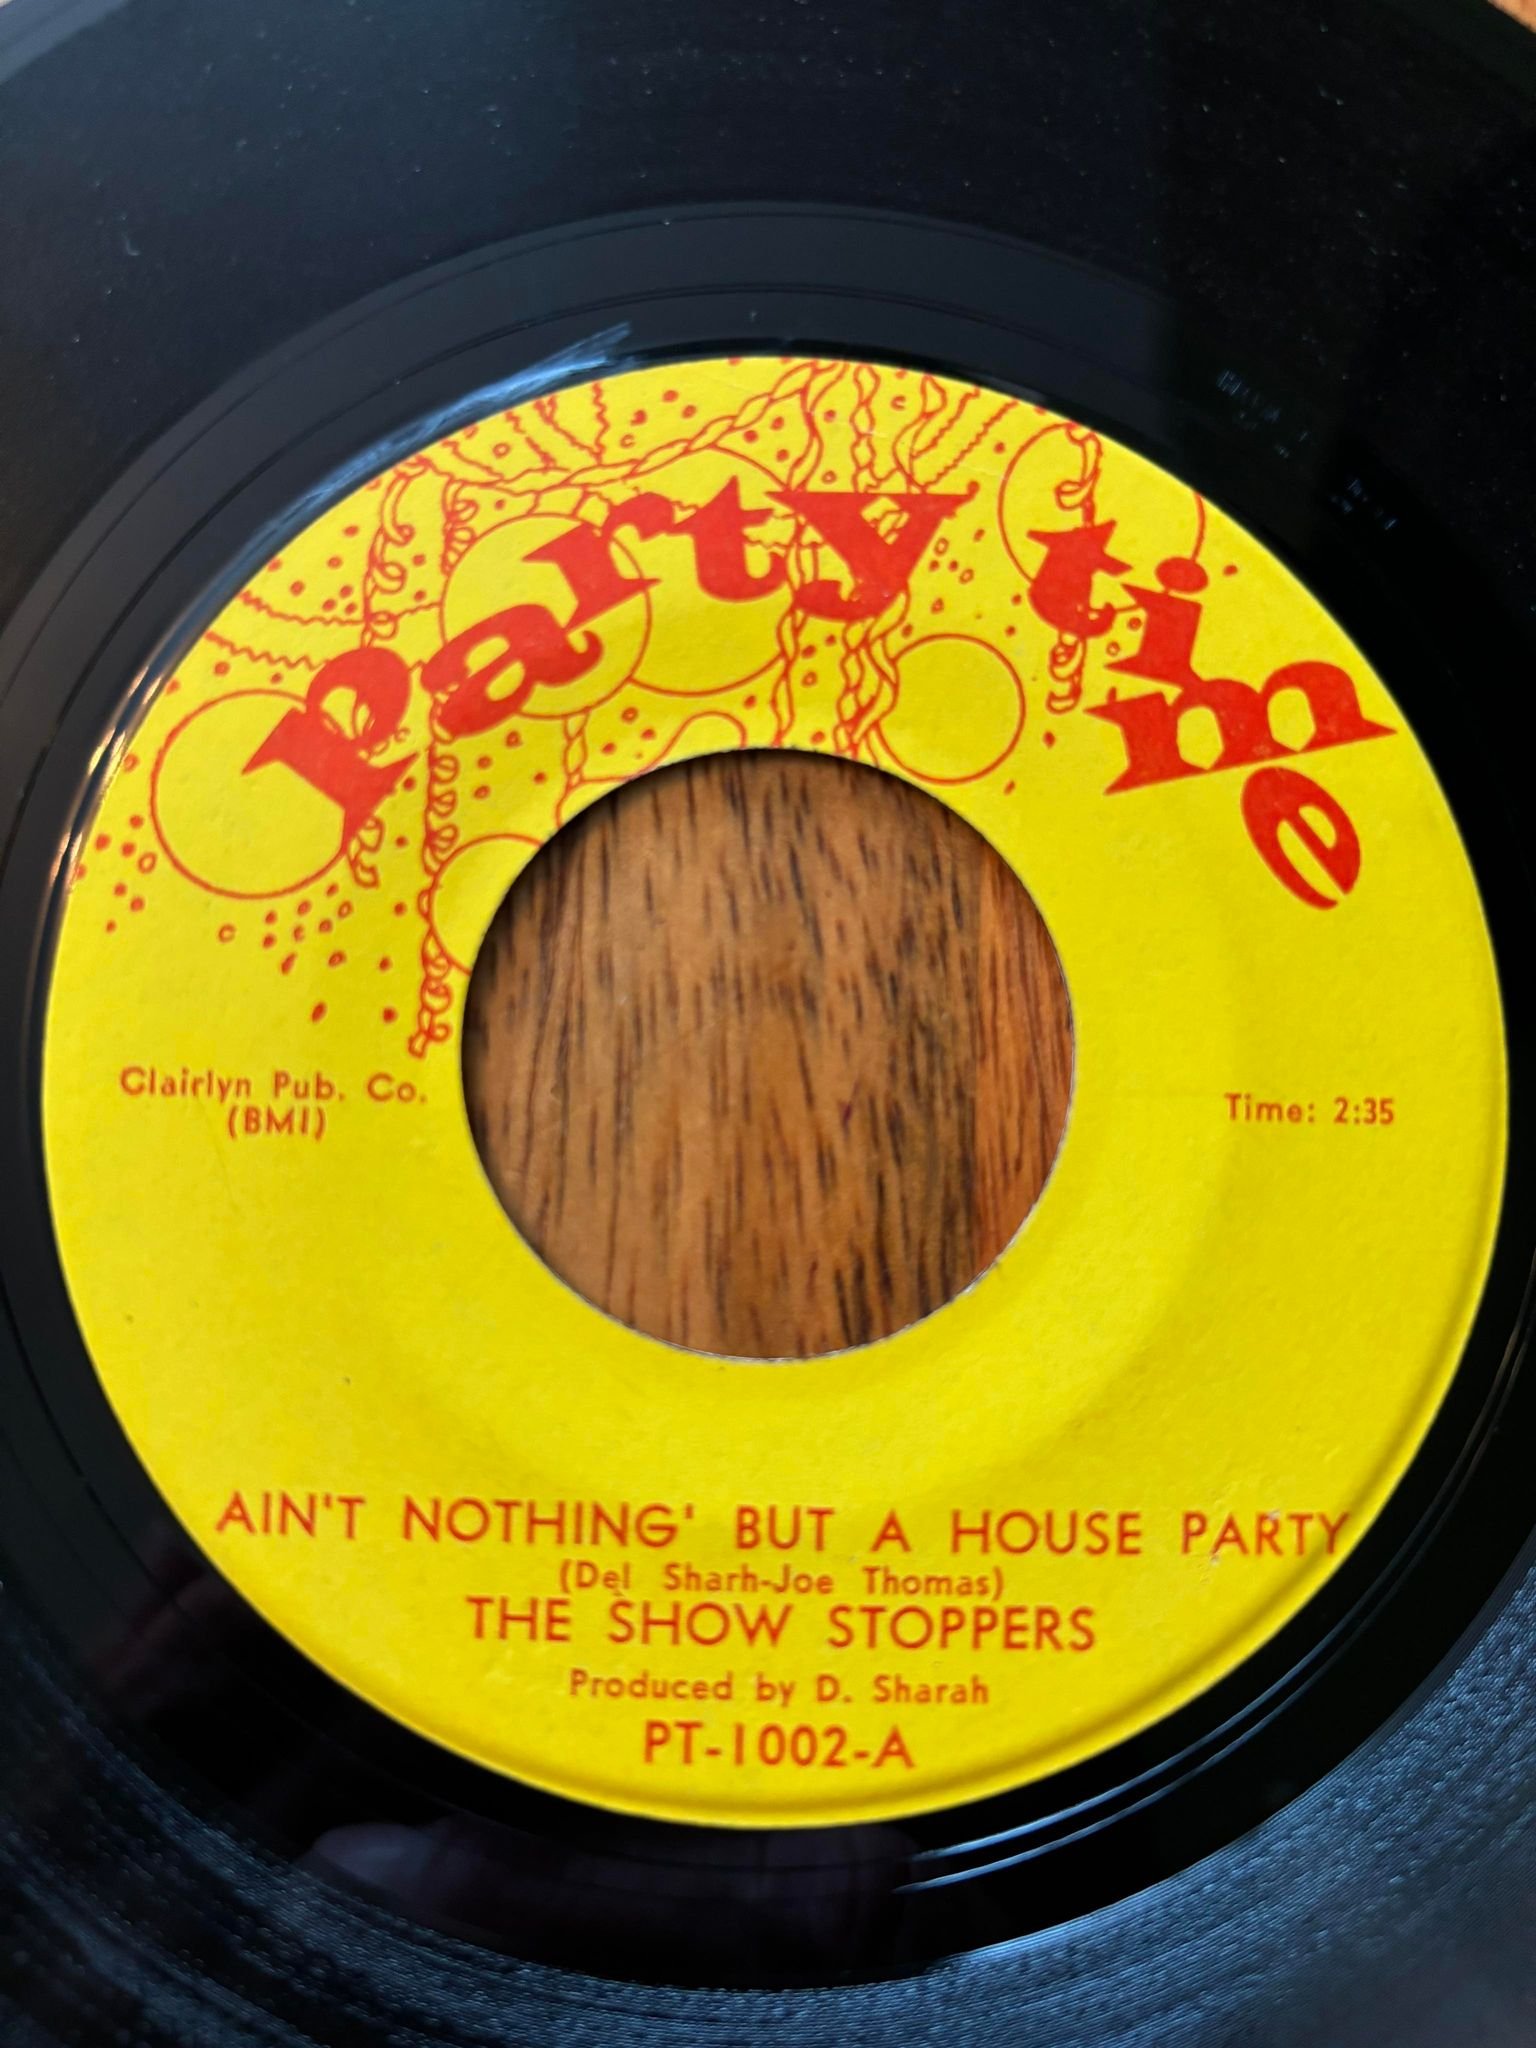 Party time
Clairlyn Pub. Co.
(BMI)
Time: 2:35
AIN'T NOTHING' BUT A HOUSE PARTY
(Del Sharh-Joe Thomas)
THE SHOW STOPPERS
Produced by D. Sharah
PT-1002-A